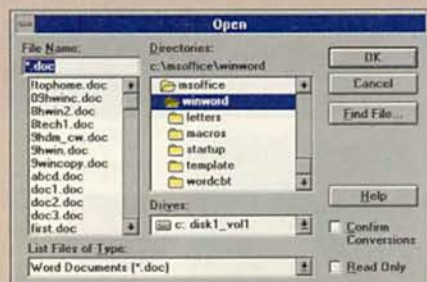 Open
File Name:
*.doc
!tophome.doc
09hwinc.doc
8hwin2.doc
8tech1.doc
9hdm_cw.doc
9hwin.doc
9wincopy.doc
abcd.doc
doc1.doc
doc2.doc
doc3.doc
first.doc
List Files of Type:
Word Documents (*.doc)
Directories:
c:\msoffice\winword
msoffice
winword
letters
macros
startup
template
wordcbt
Drives:
c: disk1_vol1
OK
Cancel
Find File...
Help
Confirm
Conversions
Read Only